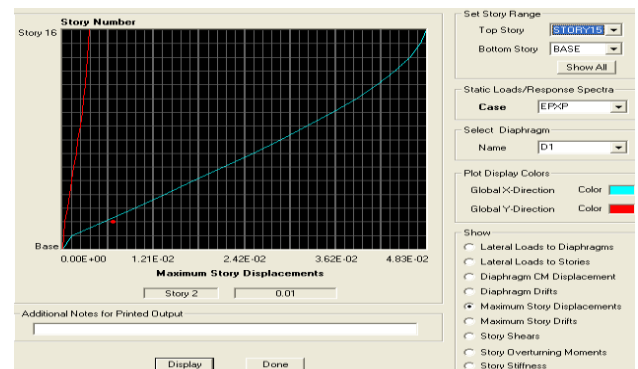 Story Number
Story 16
Base
0.00E+00 1.21E-02 2.42E-02 3.62E-02 4.83E-02
Maximum Story Displacements
Story 2 0.01
Additional Notes for Printed Output
Display Done
Set Story Range
Top Story STORY15
Bottom Story BASE
Show All
Static Loads/Response Spectra
Case EPXP
Select Diaphragm
Name D1
Plot Display Colors
Global X-Direction Color
Global Y-Direction Color
Show
Lateral Loads to Diaphragms
Lateral Loads to Stories
Diaphragm CM Displacement
Diaphragm Drifts
Maximum Story Displacements
Maximum Story Drifts
Story Shears
Story Overturning Moments
Story Stiffness